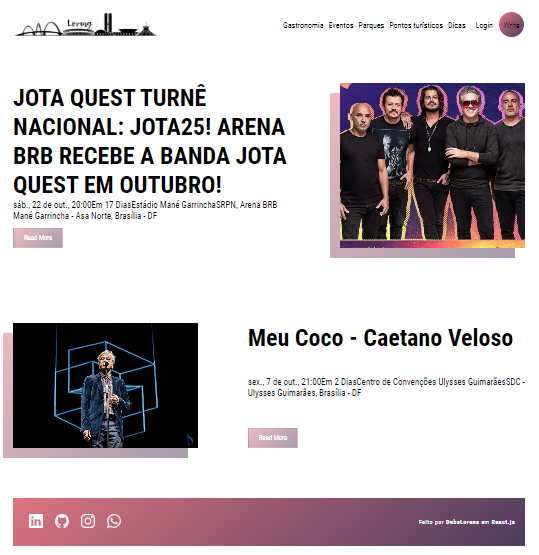 Loving
Gastronomia Eventos Parques Pontos turísticos Dicas Login Write
JOTA QUEST TURNÊ
NACIONAL: JOTA25! ARENA
BRB RECEBE A BANDA JOTA
QUEST EM OUTUBRO!
sáb., 22 de out., 20:00Em 17 DiasEstádio Mané GarrinchaSRPN, Arena BRB
Mané Garrincha - Asa Norte, Brasília - DF
Read More
Meu Coco - Caetano Veloso
sex., 7 de out., 21:00Em 2 DiasCentro de Convenções Ulysses GuimarãesSDC -
Ulysses Guimarães, Brasília - DF
Read More
Feito por DebsLorena em React.js